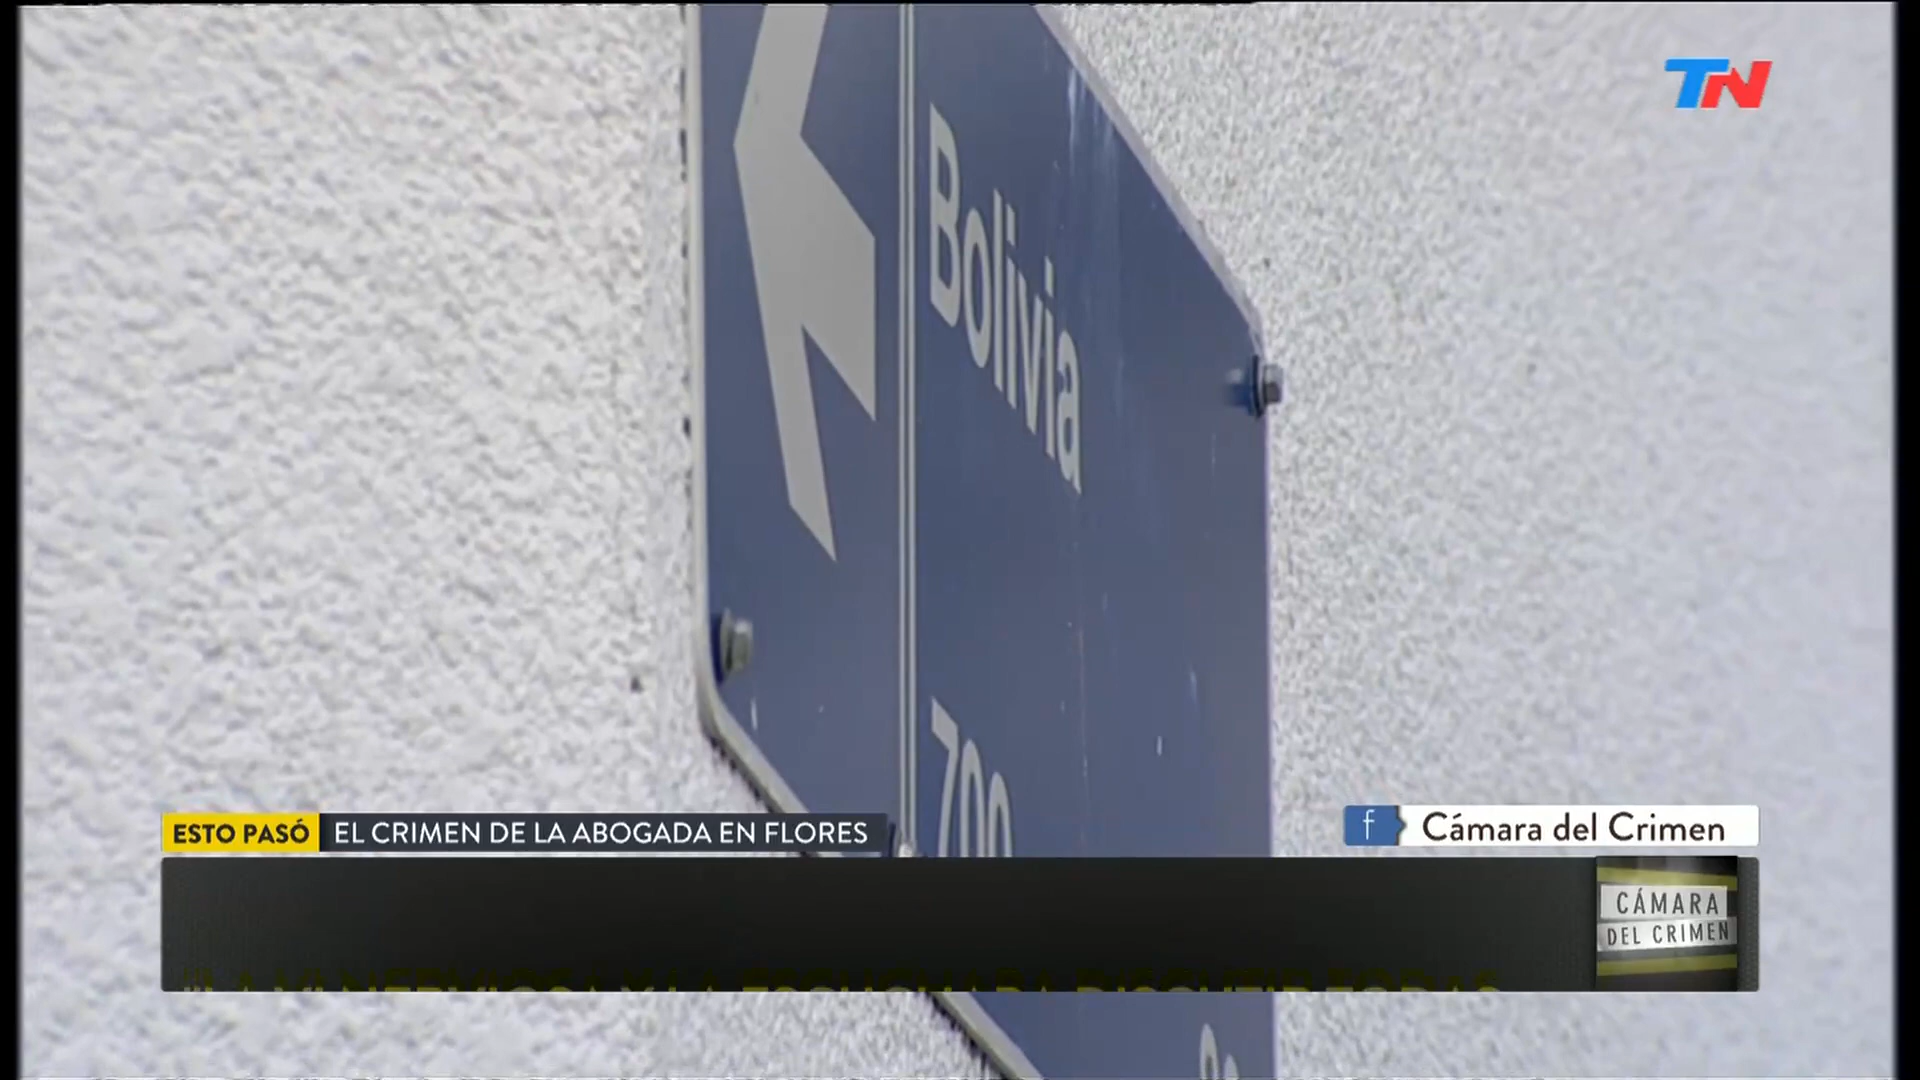 TN
Bolivia
700
ESTO PASÓ EL CRIMEN DE LA ABOGADA EN FLORES
f Cámara del Crimen
CÁMARA
DEL CRIMEN